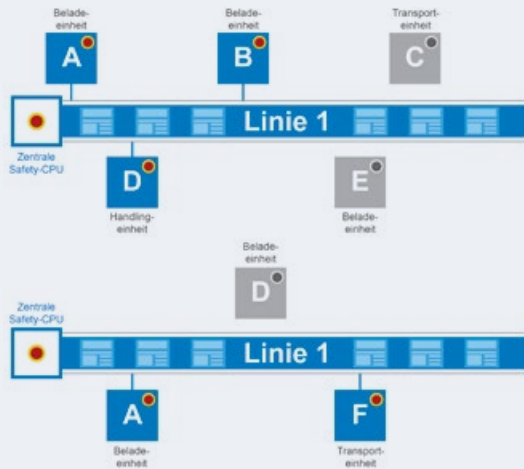 Belade-
einheit
Belade-
einheit
Transport-
einheit
A
B
C
Linie 1
Zentrale
Safety-CPU
D
E
Handling-
einheit
Belade-
einheit
Belade-
einheit
D
Zentrale
Safety-CPU
Linie 1
A
F
Belade-
einheit
Transport-
einheit